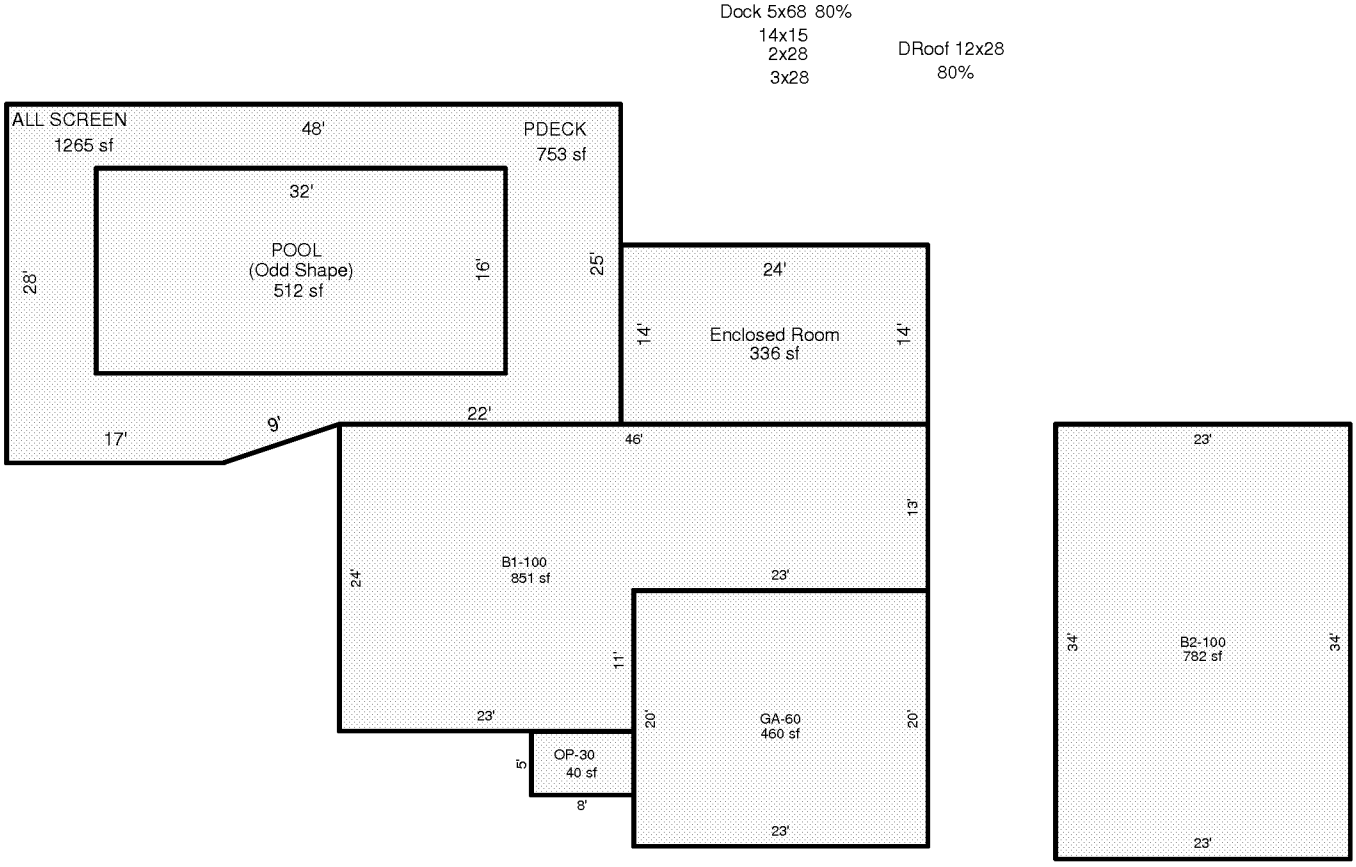 Dock 5x68 80%
14x15
2x28
3x28
DRoof 12x28
80%
ALL SCREEN
1265 sf
48'
PDECK
753 sf
32'
POOL
(Odd Shape)
512 sf
16'
25'
28'
17'
9'
22'
24'
14'
Enclosed Room
336 sf
14'
46'
13'
B1-100
851 sf
24'
23'
11'
23'
OP-30
40 sf
5'
8'
20'
GA-60
460 sf
20'
23'
23'
34'
B2-100
782 sf
34'
23'